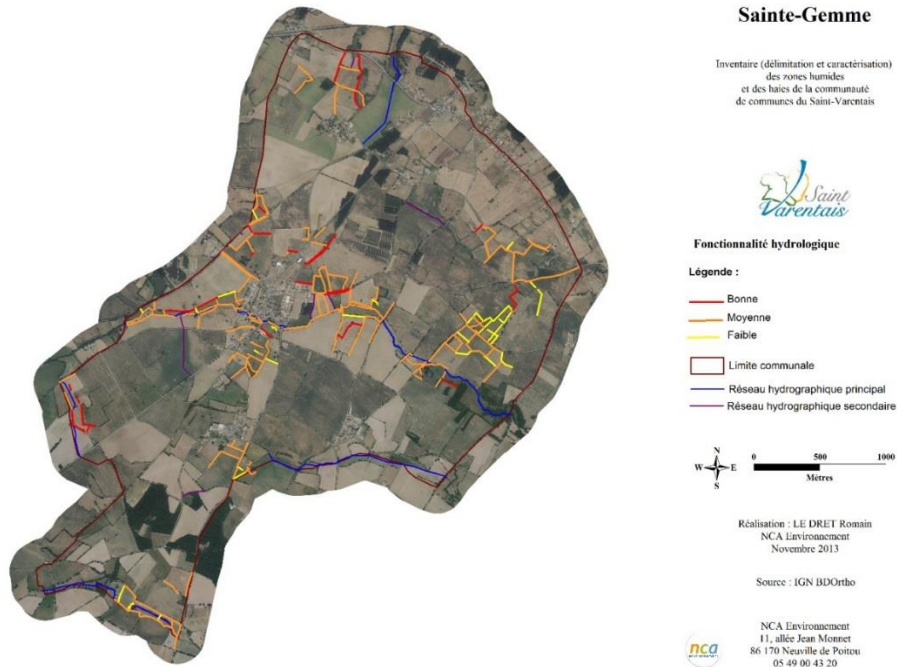 Sainte-Gemme
Inventaire (délimitation et caractérisation)
des zones humides
et des haies de la communauté
de communes du Saint-Varentais
Saint
Varentais
Fonctionnalité hydrologique
Légende :
Bonne
Moyenne
Faible
Limite communale
Réseau hydrographique principal
Réseau hydrographique secondaire
N
W E
S
0 500 1000
Mètres
Réalisation : LE DRET Romain
NCA Environnement
Novembre 2013
Source : IGN BDOrtho
nca
NCA Environnement
11, allée Jean Monnet
86 170 Neuville de Poitou
05 49 00 43 20